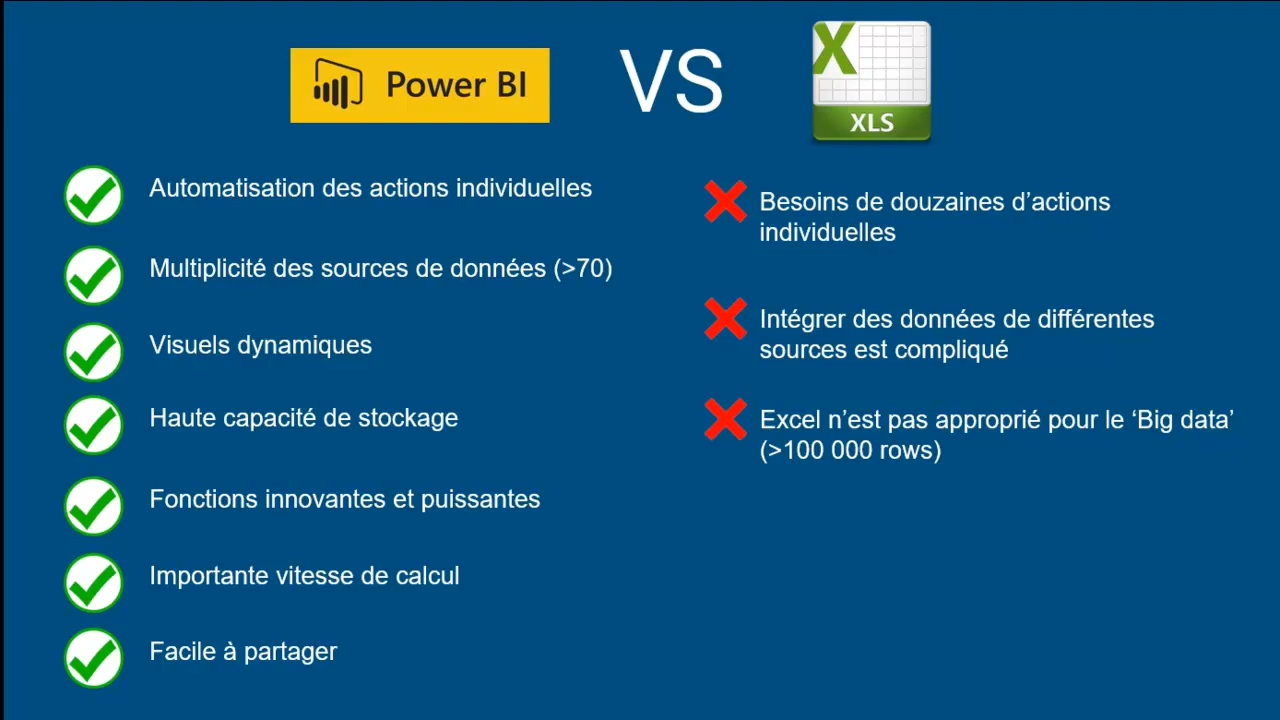 Power BI
VS
X
XLS
Automatisation des actions individuelles
Multiplicité des sources de données (>70)
Visuels dynamiques
Haute capacité de stockage
Fonctions innovantes et puissantes
Importante vitesse de calcul
Facile à partager
Besoins de douzaines d’actions
individuelles
Intégrer des données de différentes
sources est compliqué
Excel n’est pas approprié pour le ‘Big data’
(>100 000 rows)